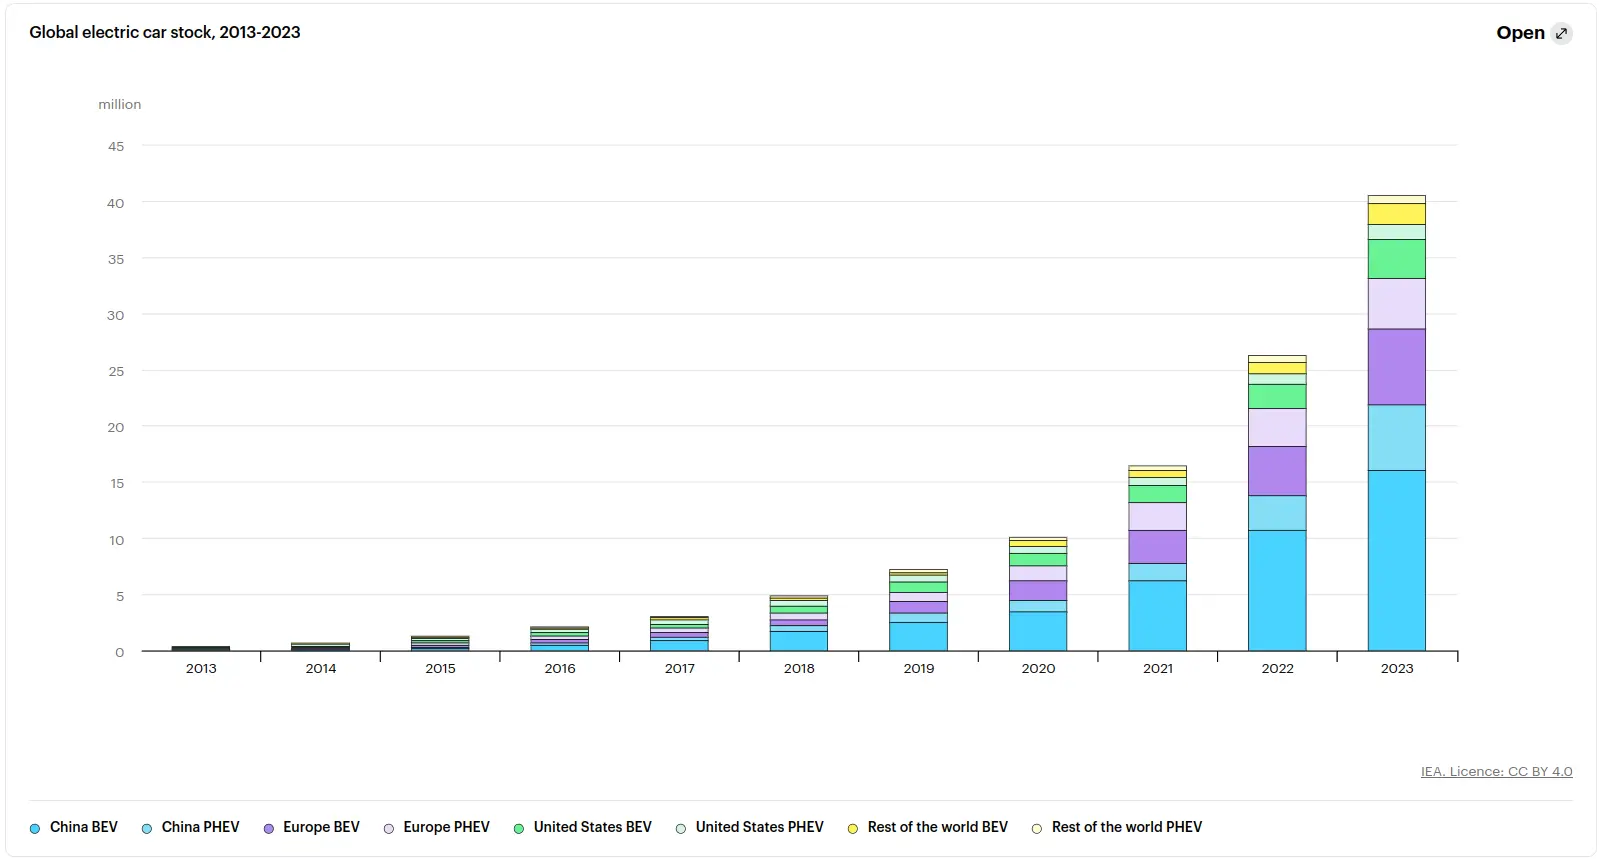 Global electric car stock, 2013-2023
Open
million
45
40
35
30
25
20
15
10
5
0
2013 2014 2015 2016 2017 2018 2019 2020 2021 2022 2023
IEA. Licence: CC BY 4.0
China BEV China PHEV Europe BEV Europe PHEV United States BEV United States PHEV Rest of the world BEV Rest of the world PHEV